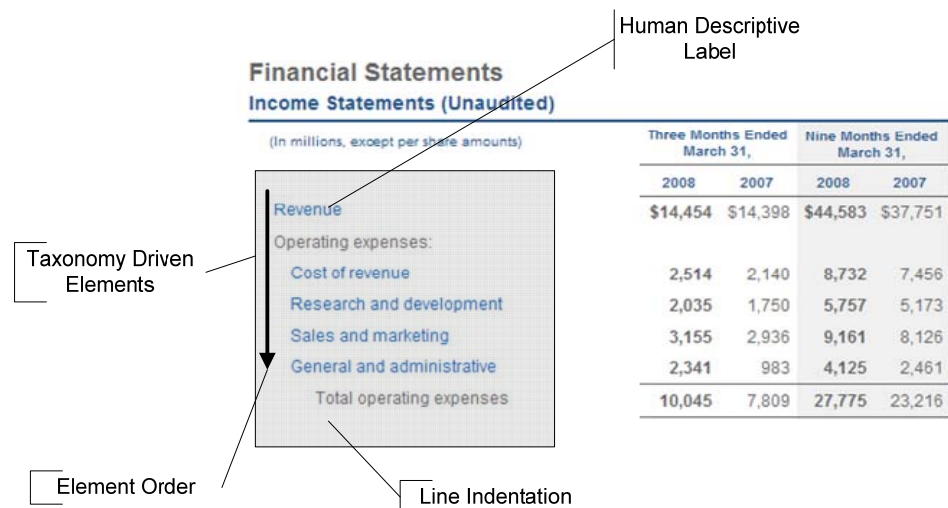 Human Descriptive
Label
Financial Statements
Income Statements (Unaudited)
(In millions, except per share amounts)
Three Months Ended
March 31,
Nine Months Ended
March 31,
2008 2007 2008 2007
Revenue $14,454 $14,398 $44,583 $37,751
Operating expenses:
Cost of revenue 2,514 2,140 8,732 7,456
Research and development 2,035 1,750 5,757 5,173
Sales and marketing 3,155 2,936 9,161 8,126
General and administrative 2,341 983 4,125 2,461
Total operating expenses 10,045 7,809 27,775 23,216
Taxonomy Driven
Elements
Element Order
Line Indentation